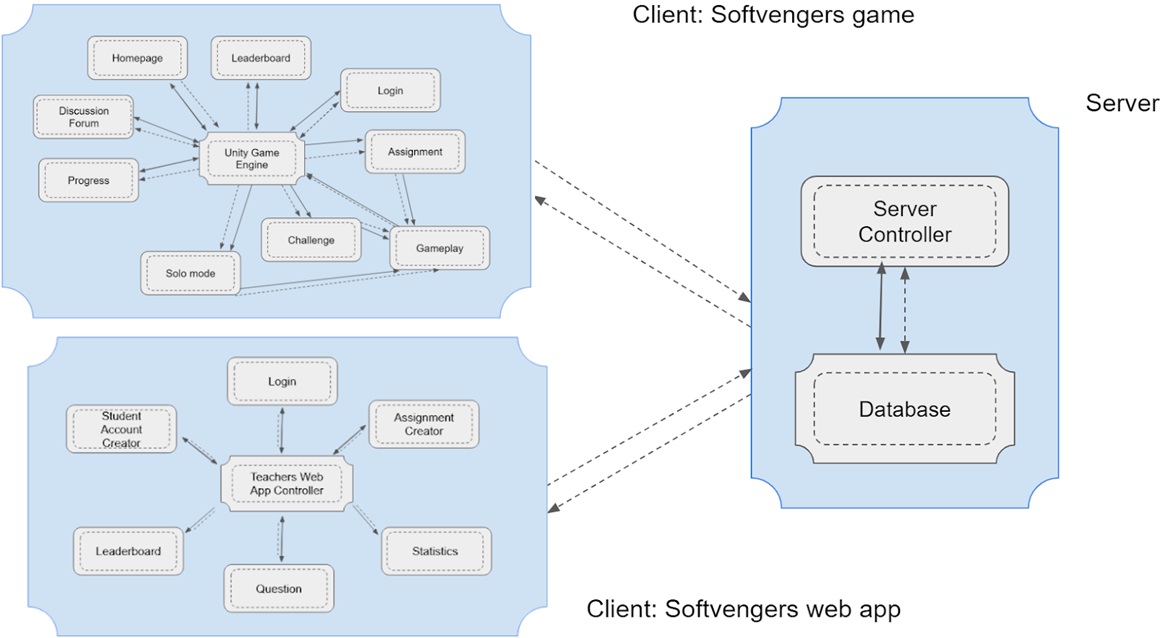 Client: Softvengers game
Homepage
Leaderboard
Login
Discussion
Forum
Unity Game
Engine
Assignment
Progress
Challenge
Gameplay
Solo mode
Server
Server
Controller
Database
Login
Student
Account
Creator
Assignment
Creator
Teachers Web
App Controller
Leaderboard
Statistics
Question
Client: Softvengers web app